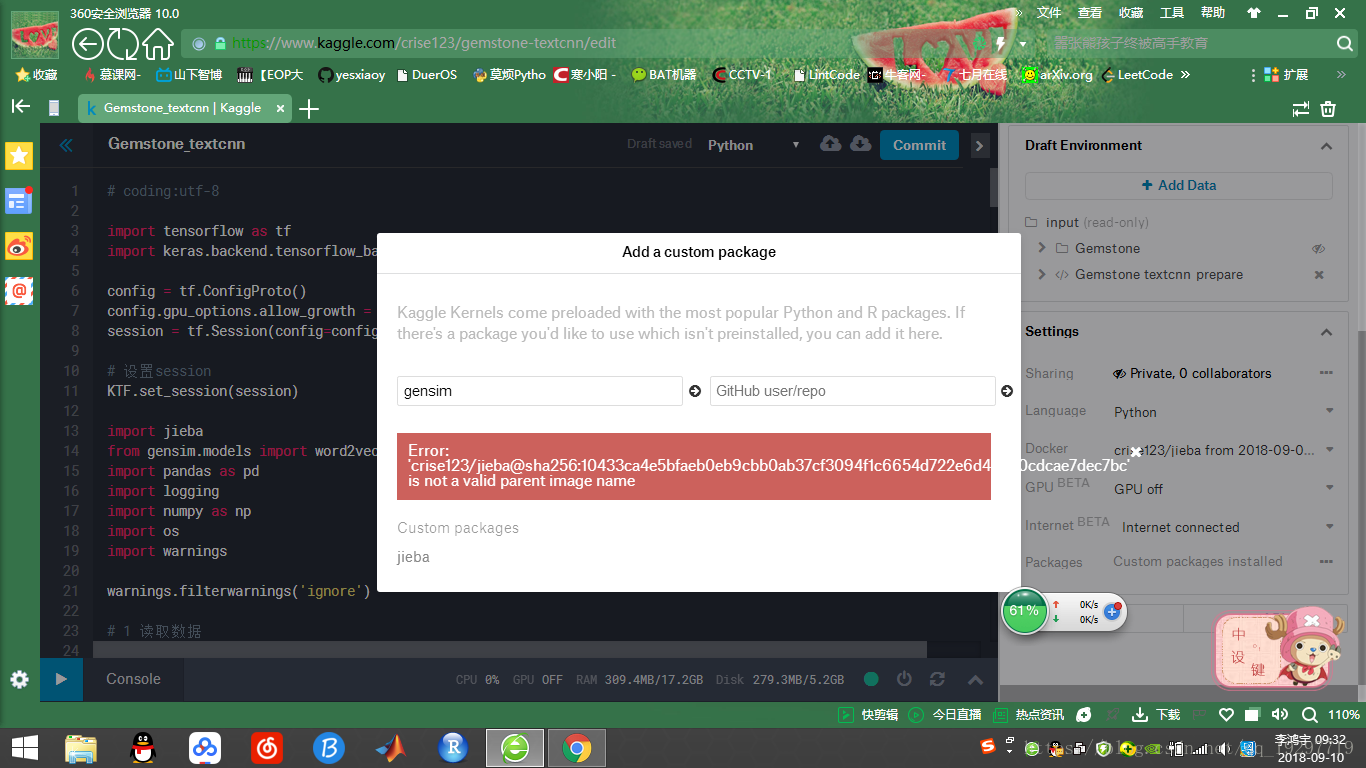 360安全浏览器 10.0
文件 查看 收藏 工具 帮助
https://www.kaggle.com/crise123/gemstone-textcnn/edit
嚣张熊孩子终被高手教育
收藏 慕课网- 山下智博 【EOP大 yesxiaoy DuerOS 莫烦Pytho 寒小阳 - BAT机器 CCTV-1 LintCode 牛客网- 七月在线 arXiv.org LeetCode » 扩展 »
Gemstone_textcnn | Kaggle
Gemstone_textcnn
Draft saved Python Commit
1 # coding:utf-8
2
3 import tensorflow as tf
4 import keras.backend.tensorflow_ba
5
6 config = tf.ConfigProto()
7 config.gpu_options.allow_growth =
8 session = tf.Session(config=config
9
10 # 设置session
11 KTF.set_session(session)
12
13 import jieba
14 from gensim.models import word2vec
15 import pandas as pd
16 import logging
17 import numpy as np
18 import os
19 import warnings
20
21 warnings.filterwarnings('ignore')
22
23 # 1 读取数据
24
Add a custom package
Kaggle Kernels come preloaded with the most popular Python and R packages. If
there's a package you'd like to use which isn't preinstalled, you can add it here.
gensim
GitHub user/repo
Error:
'crise123/jieba@sha256:10433ca4e5bfaeb0eb9cbb0ab37cf3094f1c6654d722e6d4 0cdcae7dec7bc'
is not a valid parent image name
Custom packages
jieba
Draft Environment
Add Data
input (read-only)
Gemstone
</> Gemstone textcnn prepare
Settings
Sharing Private, 0 collaborators
Language Python
Docker crise123/jieba from 2018-09-0...
GPU BETA GPU off
Internet BETA Internet connected
Packages Custom packages installed
61%
0K/s
0K/s
中
设 键
Console
CPU 0% GPU OFF RAM 309.4MB/17.2GB Disk 279.3MB/5.2GB
快剪辑 今日直播 热点资讯 下载 110%
李鸿宇 09:32
2018-09-10